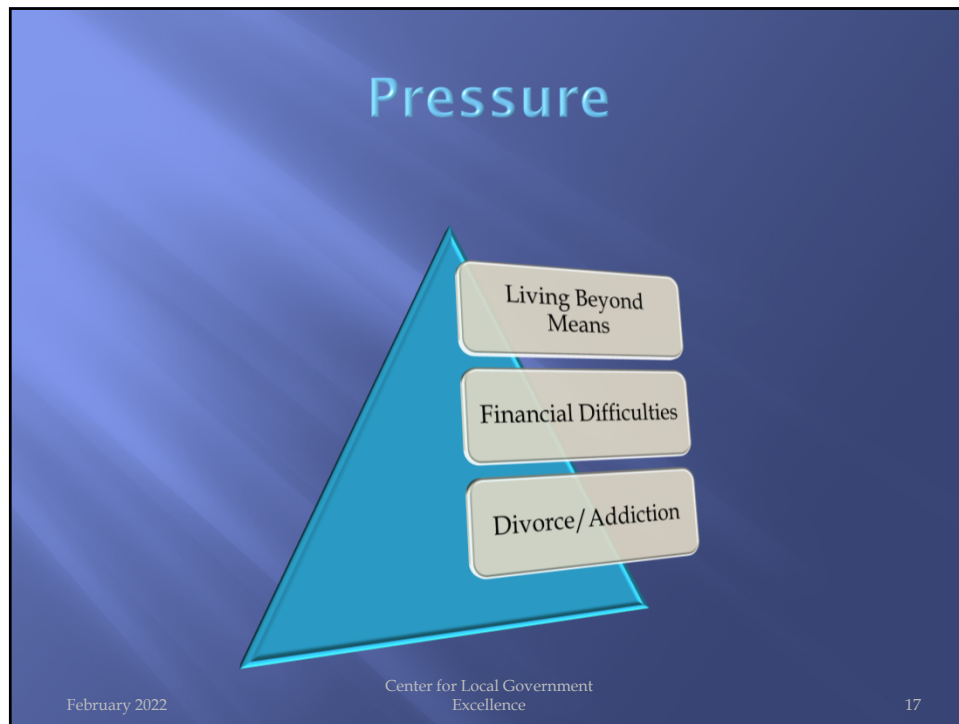 Pressure
Living Beyond
Means
Financial Difficulties
Divorce/Addiction
February 2022
Center for Local Government
Excellence
17